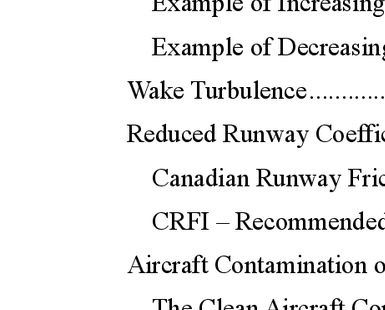 Example of Increasing
Example of Decreasing
Wake Turbulence............
Reduced Runway Coeffic
Canadian Runway Fric
CRFI – Recommended
Aircraft Contamination o
The Clean Aircraft Con